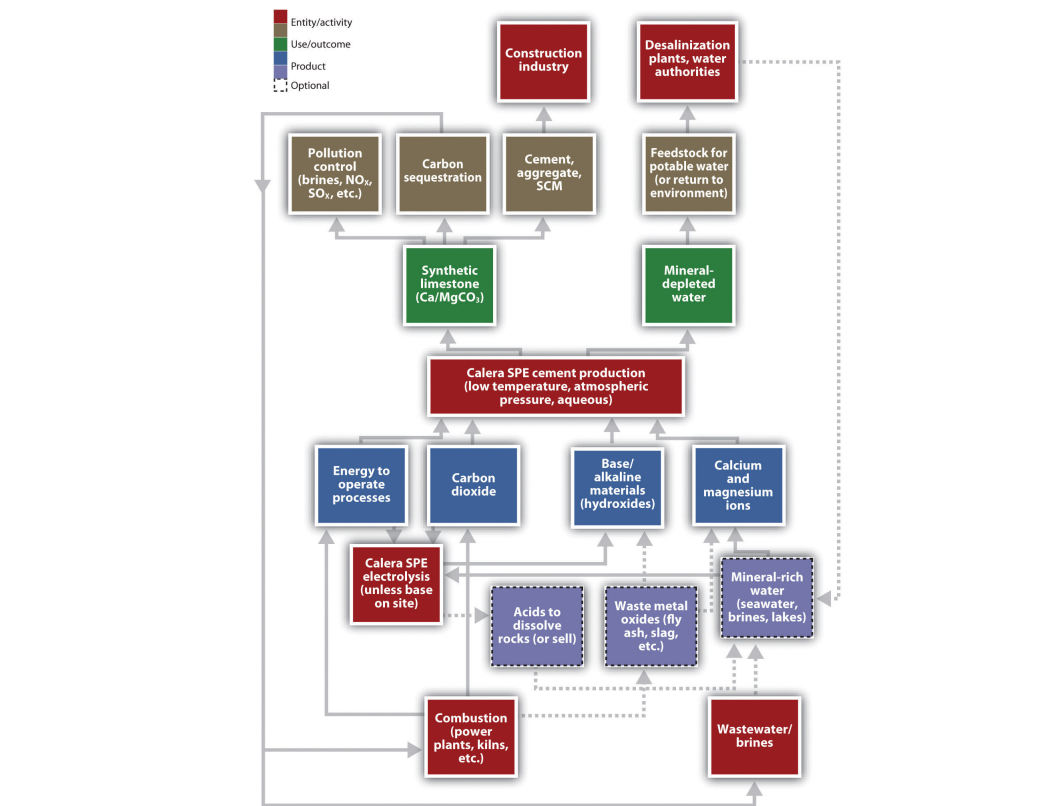 Entity/activity
Use/outcome
Product
Optional
Construction
industry
Desalinization
plants, water
authorities
Pollution
control
(brines, NOₓ,
SOₓ, etc.)
Carbon
sequestration
Cement,
aggregate,
SCM
Feedstock for
potable water
(or return to
environment)
Synthetic
limestone
(Ca/MgCO₃)
Mineral-
depleted
water
Calera SPE cement production
(low temperature, atmospheric
pressure, aqueous)
Energy to
operate
processes
Carbon
dioxide
Base/
alkaline
materials
(hydroxides)
Calcium
and
magnesium
ions
Calera SPE
electrolysis
(unless base
on site)
Acids to
dissolve
rocks (or sell)
Waste metal
oxides (fly
ash, slag,
etc.)
Mineral-rich
water
(seawater,
brines, lakes)
Combustion
(power
plants, kilns,
etc.)
Wastewater/
brines